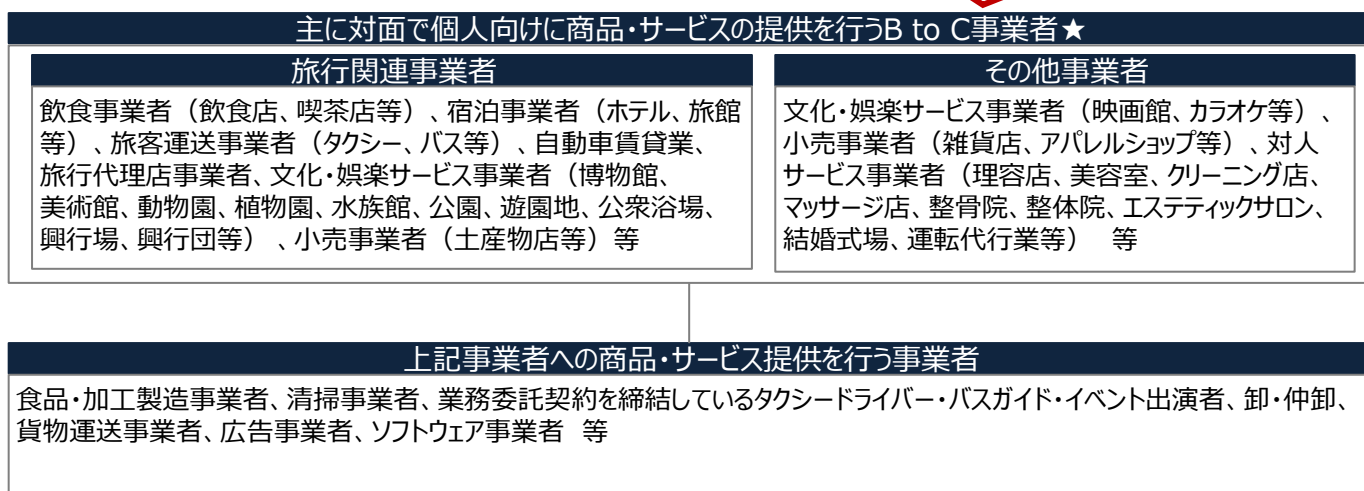 主に対面で個人向けに商品・サービスの提供を行うB to C事業者★
旅行関連事業者
飲食事業者（飲食店、喫茶店等）、宿泊事業者（ホテル、旅館
等）、旅客運送事業者（タクシー、バス等）、自動車賃貸業、
旅行代理店事業者、文化・娯楽サービス事業者（博物館、
美術館、動物園、植物園、水族館、公園、遊園地、公衆浴場、
興行場、興行団等） 、小売事業者（土産物店等）等
その他事業者
文化・娯楽サービス事業者（映画館、カラオケ等）、
小売事業者（雑貨店、アパレルショップ等）、対人
サービス事業者（理容店、美容室、クリーニング店、
マッサージ店、整骨院、整体院、エステティックサロン、
結婚式場、運転代行業等）　等
上記事業者への商品・サービス提供を行う事業者
食品・加工製造事業者、清掃事業者、業務委託契約を締結しているタクシードライバー・バスガイド・イベント出演者、卸・仲卸、
貨物運送事業者、広告事業者、ソフトウェア事業者　等